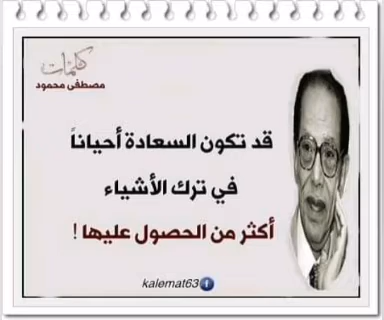 كلمات
مصطفى محمود
قد تكون السعادة أحياناً
في ترك الأشياء
أكثر من الحصول عليها !
kalemat63